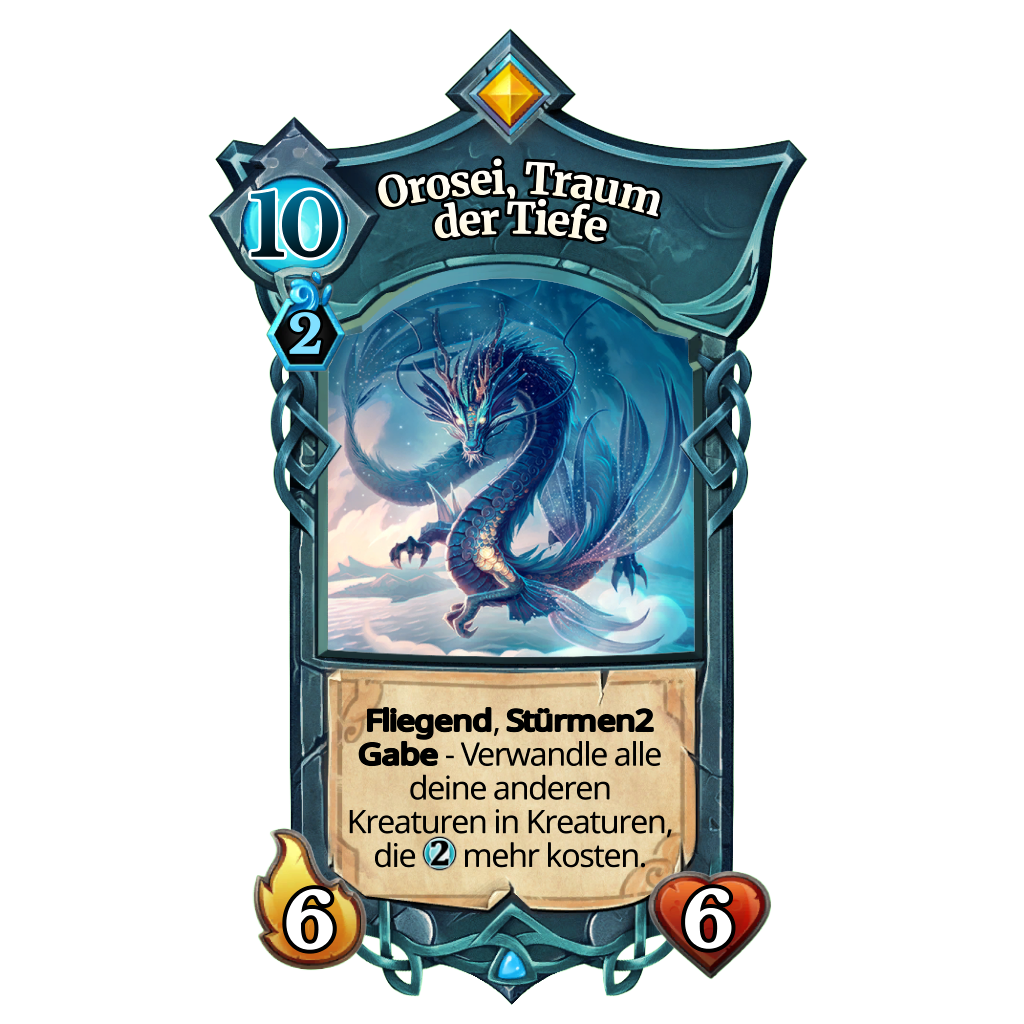 Orosei, Traum
der Tiefe
10
2
Fliegend, Stürmen2
Gabe - Verwandle alle
deine anderen
Kreaturen in Kreaturen,
die 2 mehr kosten.
6
6